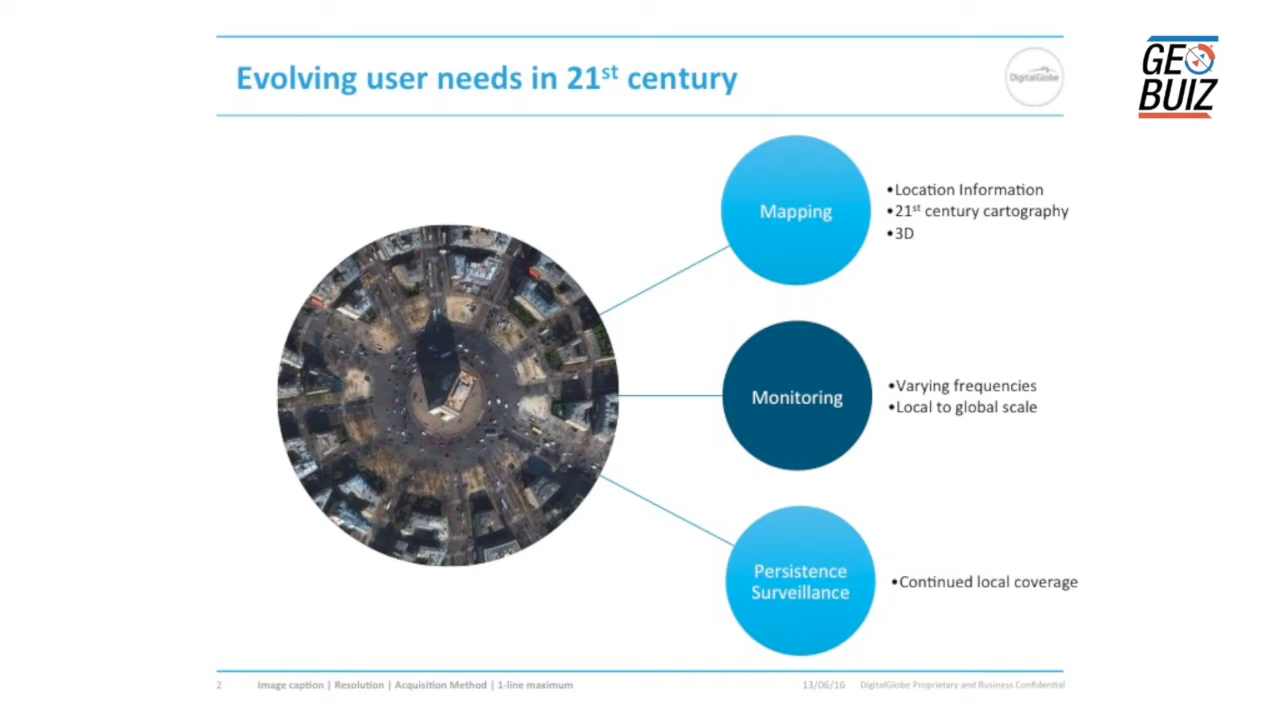 Evolving user needs in 21st century
DigitalGlobe
GEO
BUIZ
Mapping
•Location Information
•21st century cartography
•3D
Monitoring
•Varying frequencies
•Local to global scale
Persistence
Surveillance
•Continued local coverage
2 Image caption | Resolution | Acquisition Method | 1-line maximum 13/06/16 DigitalGlobe Proprietary and Business Confidential